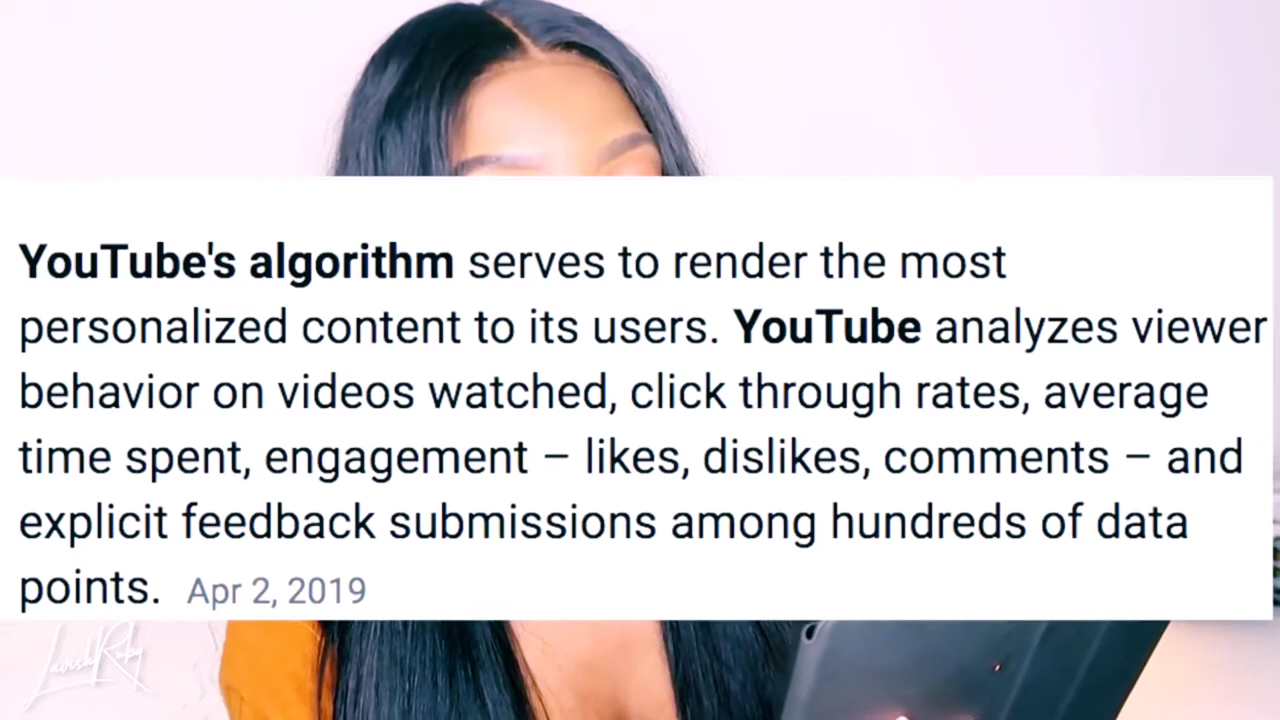 YouTube's algorithm serves to render the most
personalized content to its users. YouTube analyzes viewer
behavior on videos watched, click through rates, average
time spent, engagement – likes, dislikes, comments – and
explicit feedback submissions among hundreds of data
points. Apr 2, 2019
LavishRuby